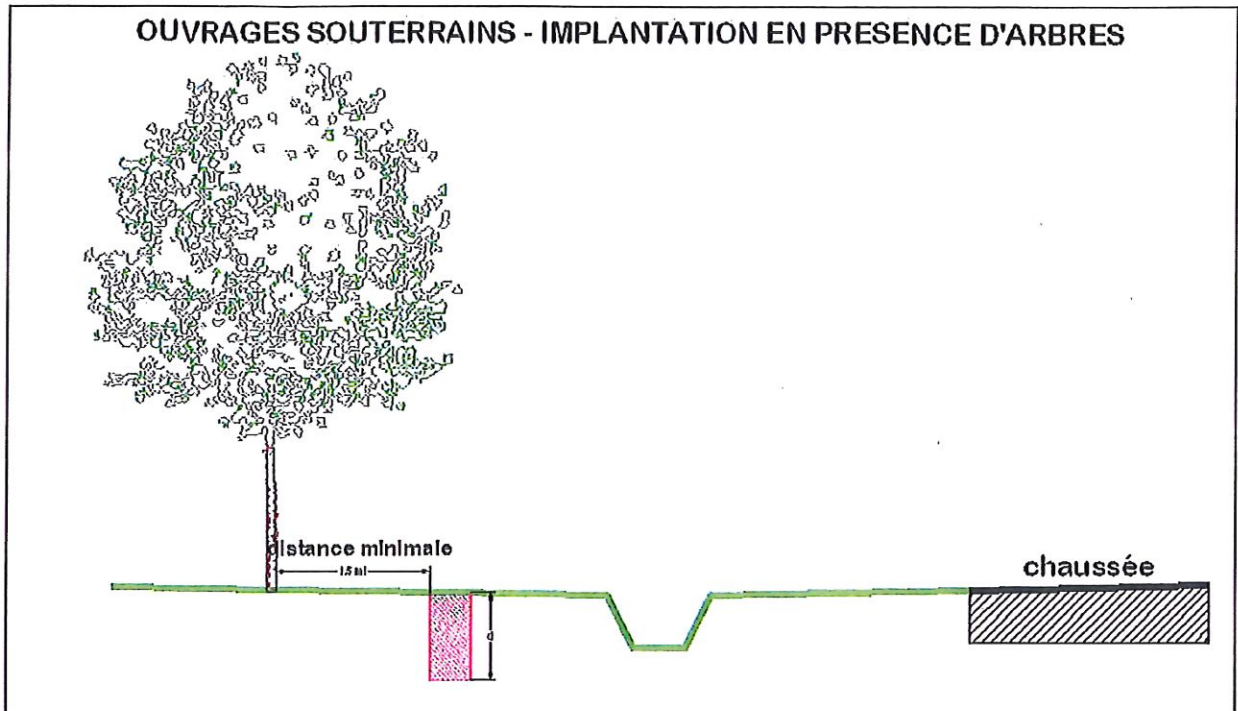 OUVRAGES SOUTERRAINS - IMPLANTATION EN PRESENCE D'ARBRES
distance minimale
1.5 ml
chaussée
d